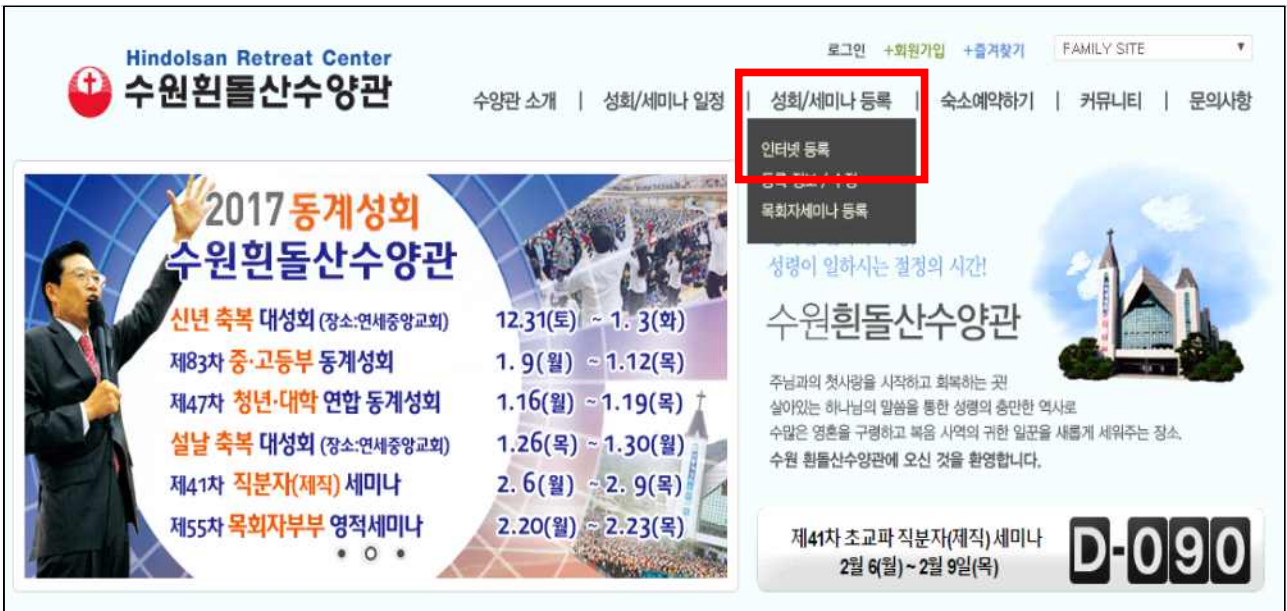 Hindolsan Retreat Center
수원흰돌산수양관
로그인 +회원가입 +즐겨찾기 FAMILY SITE
수양관 소개 | 성회/세미나 일정 | 성회/세미나 등록 | 숙소예약하기 | 커뮤니티 | 문의사항
인터넷 등록
등록 정보 / 수정
목회자세미나 등록
2017 동계성회
수원흰돌산수양관
신년 축복 대성회 (장소:연세중앙교회) 12.31(토) ~ 1. 3(화)
제83차 중·고등부 동계성회 1. 9(월) ~ 1.12(목)
제47차 청년·대학 연합 동계성회 1.16(월) ~ 1.19(목)
설날 축복 대성회 (장소:연세중앙교회) 1.26(목) ~ 1.30(월)
제41차 직분자(제직) 세미나 2. 6(월) ~ 2. 9(목)
제55차 목회자부부 영적세미나 2.20(월) ~ 2.23(목)
성령이 일하시는 절정의 시간!
수원흰돌산수양관
주님과의 첫사랑을 시작하고 회복하는 곳!
살아있는 하나님의 말씀을 통한 성령의 충만한 역사로
수많은 영혼을 구령하고 복음 사역의 귀한 일꾼을 새롭게 세워주는 장소,
수원 흰돌산수양관에 오신 것을 환영합니다.
제41차 초교파 직분자(제직) 세미나
2월 6(월) ~ 2월 9일(목)
D-090